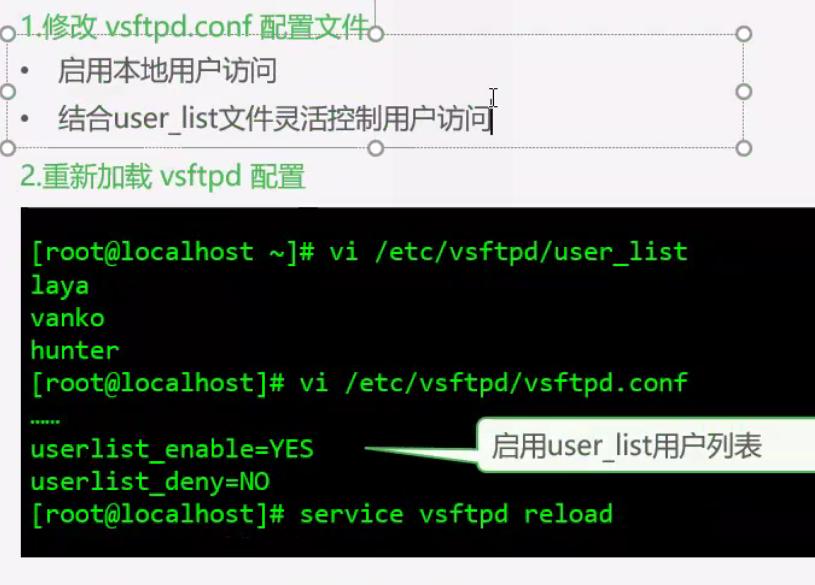 1.修改 vsftpd.conf 配置文件
• 启用本地用户访问
• 结合user_list文件灵活控制用户访问
2.重新加载 vsftpd 配置
[root@localhost ~]# vi /etc/vsftpd/user_list
laya
vanko
hunter
[root@localhost]# vi /etc/vsftpd/vsftpd.conf
……
userlist_enable=YES
启用user_list用户列表
userlist_deny=NO
[root@localhost]# service vsftpd reload